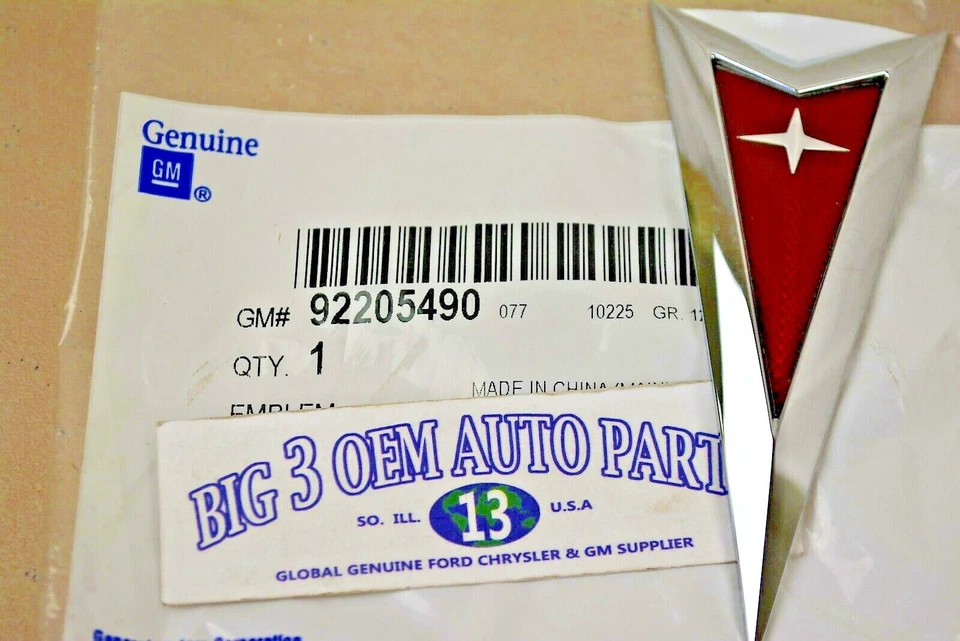 Genuine
GM
®
GM# 92205490 077 10225 GR.
QTY. 1
MADE IN CHINA
EMBLEM
BIG 3 OEM AUTO PART
SO. ILL. 13 U.S.A
GLOBAL GENUINE FORD CHRYSLER & GM SUPPLIER